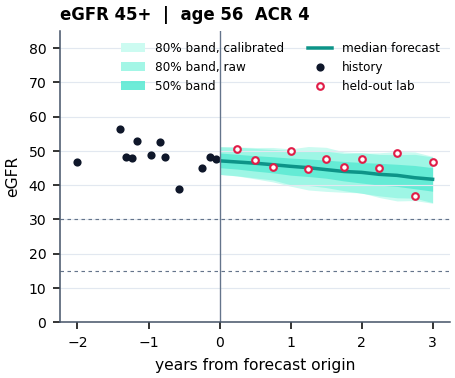 eGFR 45+ | age 56 ACR 4
80% band, calibrated
80% band, raw
50% band
median forecast
history
held-out lab
eGFR
80
70
60
50
40
30
20
10
0
−2
−1
0
1
2
3
years from forecast origin